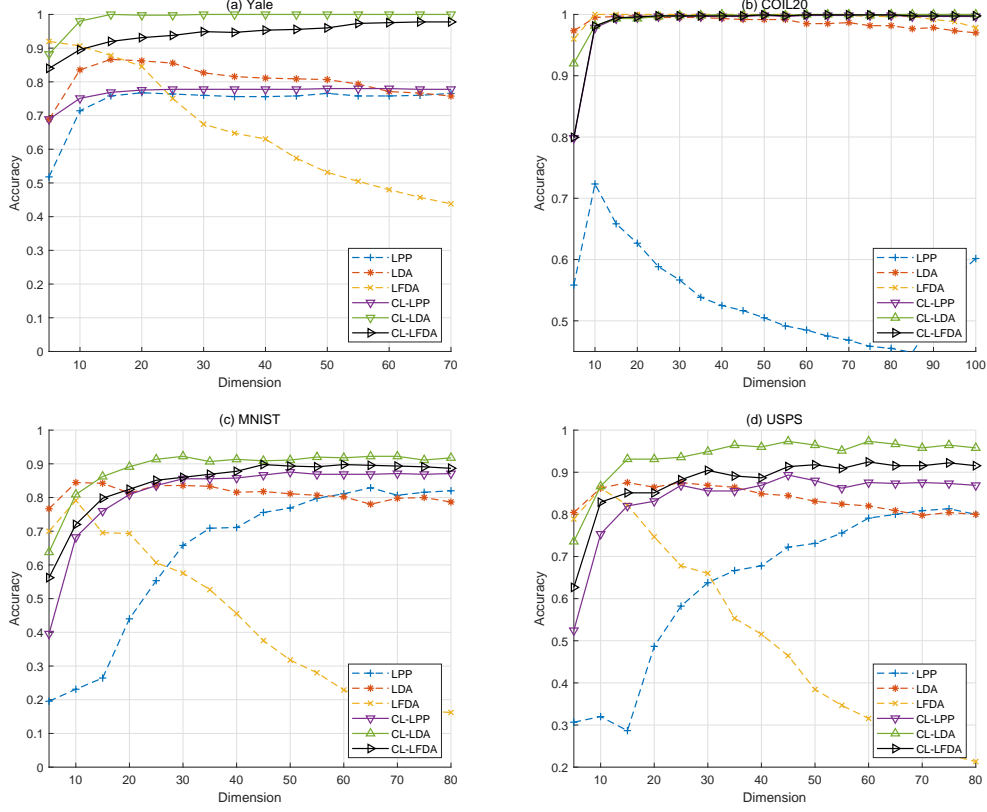 (a) Yale
1
0.9
0.8
0.7
0.6
0.5
0.4
0.3
0.2
0.1
0
Accuracy
10 20 30 40 50 60 70
Dimension
LPP
LDA
LFDA
CL-LPP
CL-LDA
CL-LFDA
(b) COIL20
1
0.9
0.8
0.7
0.6
0.5
Accuracy
10 20 30 40 50 60 70 80 90 100
Dimension
LPP
LDA
LFDA
CL-LPP
CL-LDA
CL-LFDA
(c) MNIST
1
0.9
0.8
0.7
0.6
0.5
0.4
0.3
0.2
0.1
0
Accuracy
10 20 30 40 50 60 70 80
Dimension
LPP
LDA
LFDA
CL-LPP
CL-LDA
CL-LFDA
(d) USPS
1
0.9
0.8
0.7
0.6
0.5
0.4
0.3
0.2
Accuracy
10 20 30 40 50 60 70 80
Dimension
LPP
LDA
LFDA
CL-LPP
CL-LDA
CL-LFDA